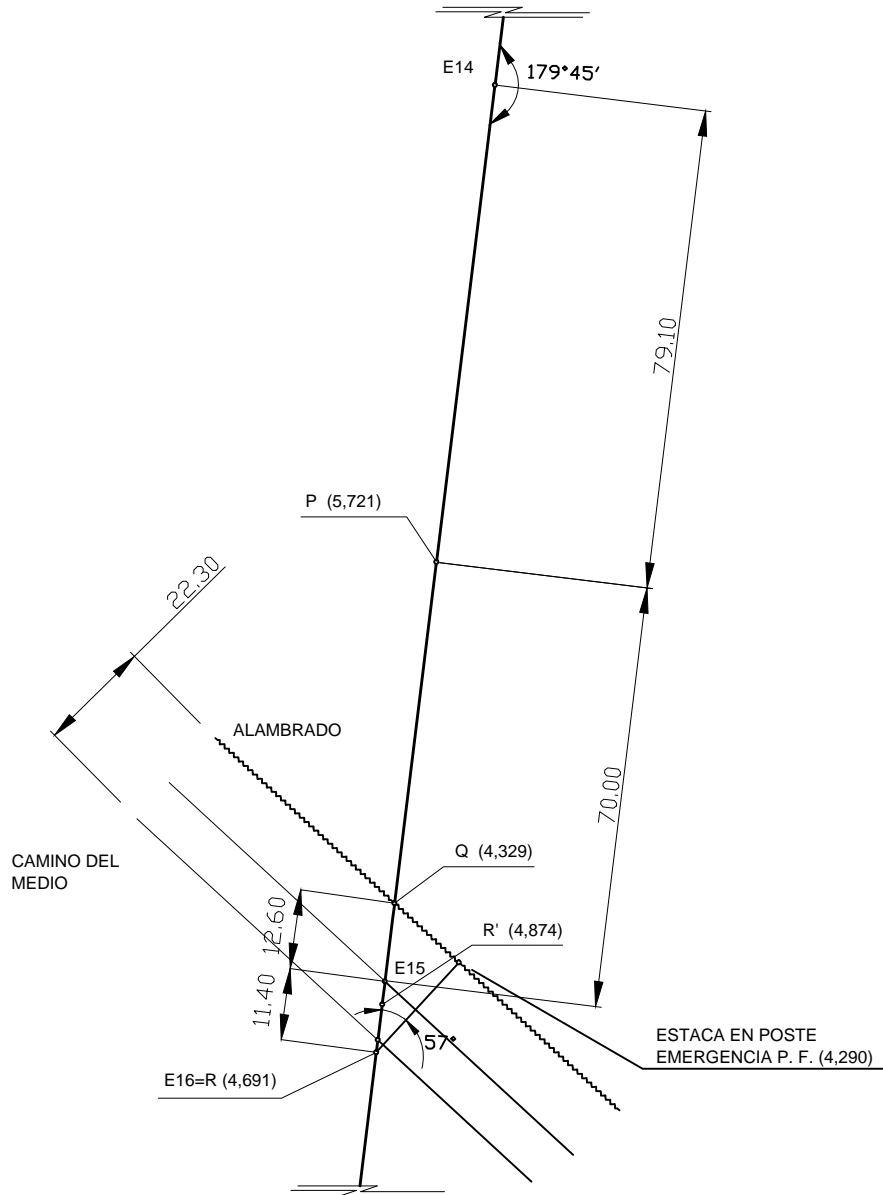 E14
179°45'
79.10
P (5,721)
22.30
ALAMBRADO
70.00
CAMINO DEL
MEDIO
Q (4,329)
12.60
R' (4,874)
E15
11.40
57°
ESTACA EN POSTE
EMERGENCIA P. F. (4,290)
E16=R (4,691)